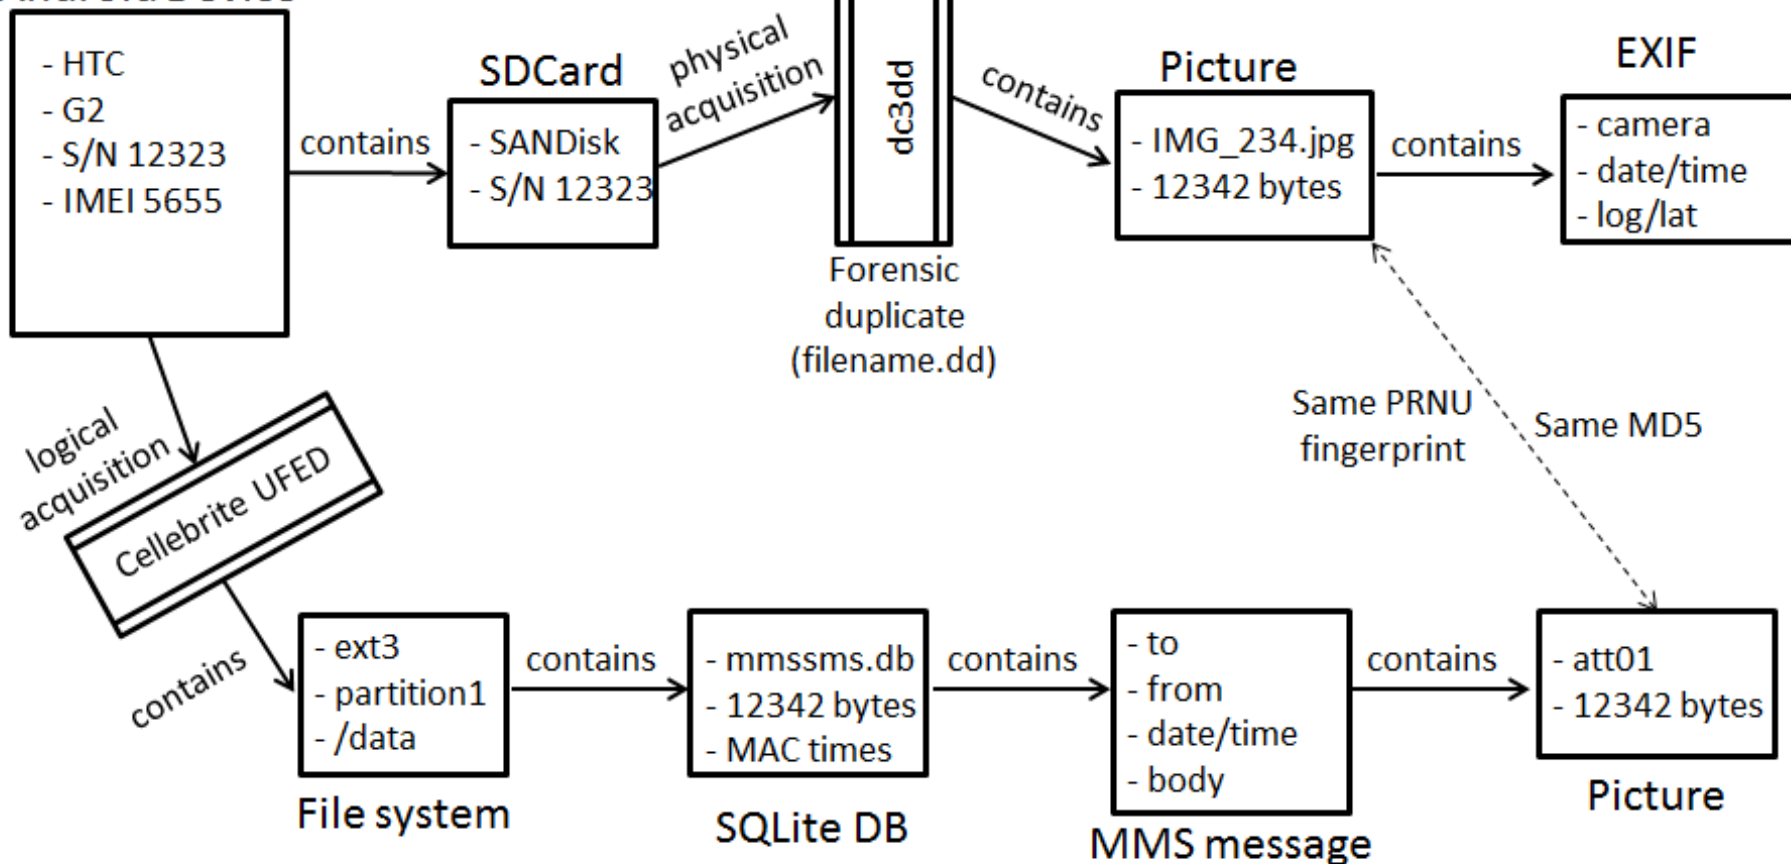 Android Device
- HTC
- G2
- S/N 12323
- IMEI 5655
contains
SDCard
- SANDisk
- S/N 12323
physical
acquisition
dc3dd
Forensic
duplicate
(filename.dd)
contains
Picture
- IMG_234.jpg
- 12342 bytes
contains
EXIF
- camera
- date/time
- log/lat
logical
acquisition
Cellebrite UFED
contains
- ext3
- partition1
- /data
File system
contains
- mmssms.db
- 12342 bytes
- MAC times
SQLite DB
contains
- to
- from
- date/time
- body
MMS message
contains
- att01
- 12342 bytes
Picture
Same PRNU
fingerprint
Same MD5